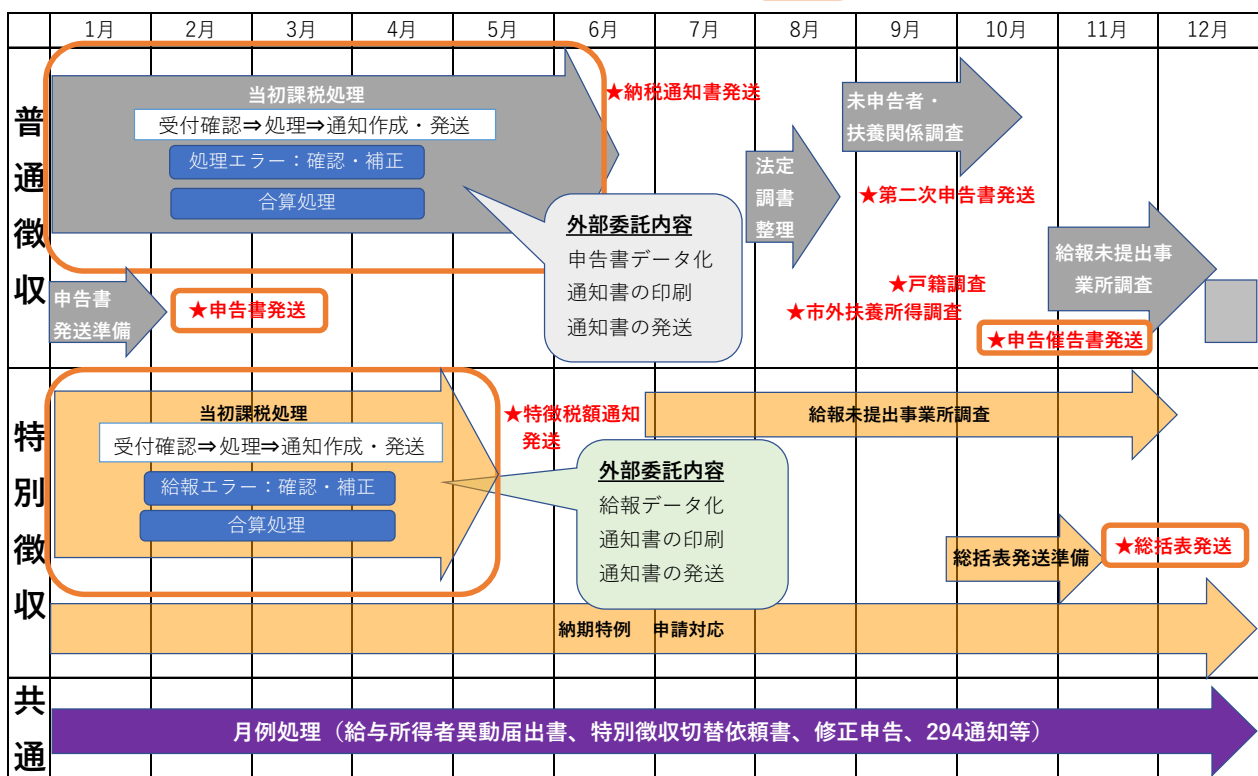 1月
2月
3月
4月
5月
6月
7月
8月
9月
10月
11月
12月
普通徴収
当初課税処理
受付確認⇒処理⇒通知作成・発送
処理エラー：確認・補正
合算処理
★納税通知書発送
外部委託内容
申告書データ化
通知書の印刷
通知書の発送
法定
調書
整理
未申告者・
扶養関係調査
★第二次申告書発送
★戸籍調査
★市外扶養所得調査
給報未提出事
業所調査
★申告催告書発送
申告書
発送準備
★申告書発送
特別徴収
当初課税処理
受付確認⇒処理⇒通知作成・発送
給報エラー：確認・補正
合算処理
★特徴税額通知
発送
外部委託内容
給報データ化
通知書の印刷
通知書の発送
給報未提出事業所調査
総括表発送準備
★総括表発送
納期特例　申請対応
共通
月例処理（給与所得者異動届出書、特別徴収切替依頼書、修正申告、294通知等）